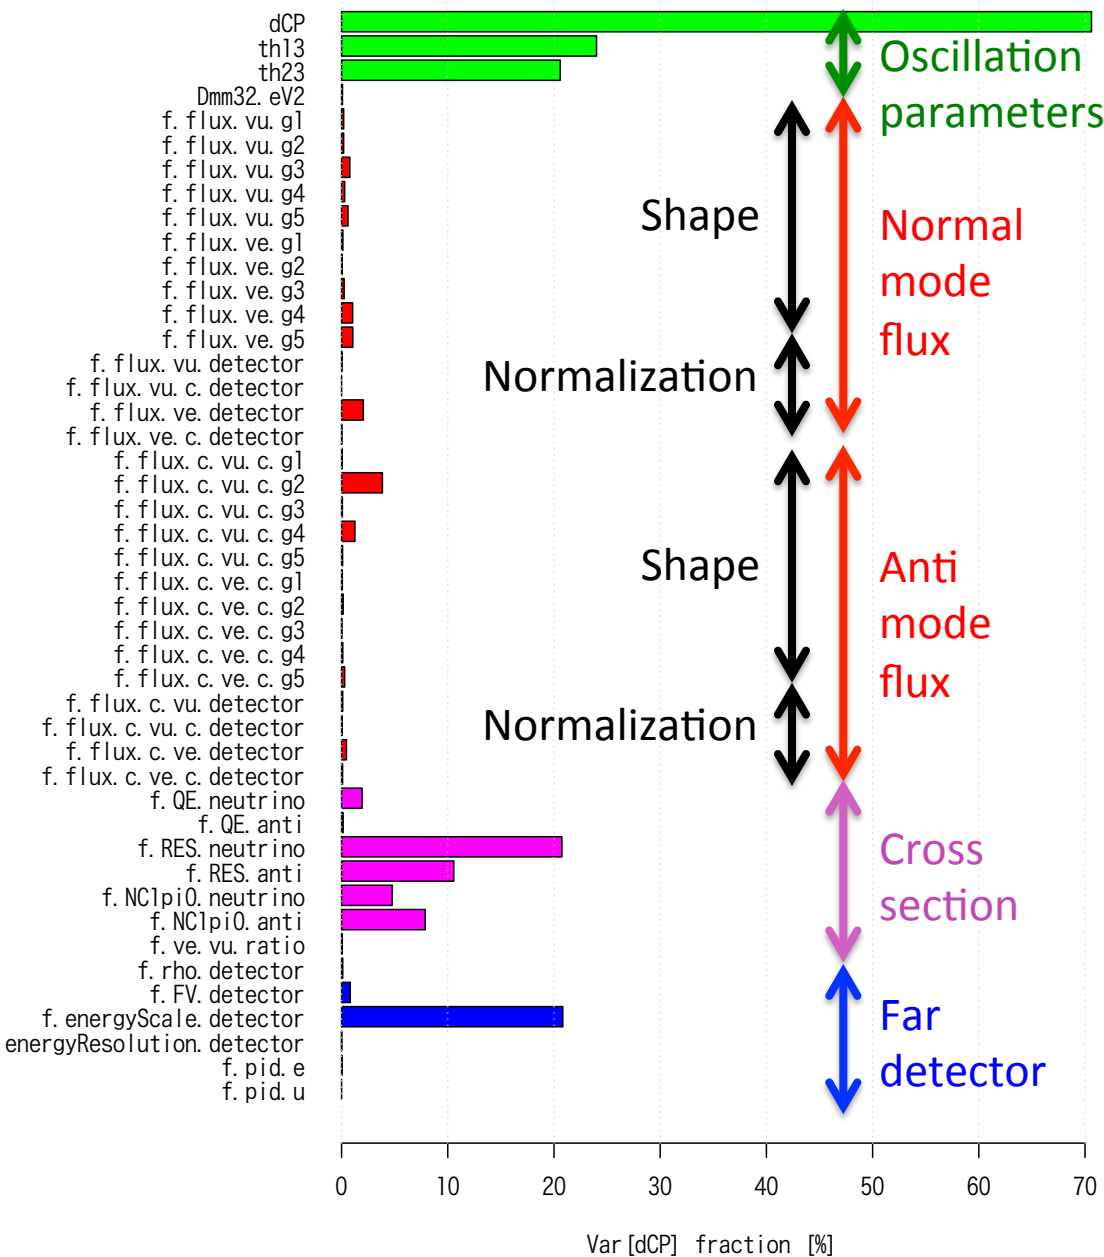 dCP
th13
th23
Dmm32.eV2
f.flux.vu.g1
f.flux.vu.g2
f.flux.vu.g3
f.flux.vu.g4
f.flux.vu.g5
f.flux.ve.g1
f.flux.ve.g2
f.flux.ve.g3
f.flux.ve.g4
f.flux.ve.g5
f.flux.vu.detector
f.flux.vu.c.detector
f.flux.ve.detector
f.flux.ve.c.detector
f.flux.c.vu.c.g1
f.flux.c.vu.c.g2
f.flux.c.vu.c.g3
f.flux.c.vu.c.g4
f.flux.c.vu.c.g5
f.flux.c.ve.c.g1
f.flux.c.ve.c.g2
f.flux.c.ve.c.g3
f.flux.c.ve.c.g4
f.flux.c.ve.c.g5
f.flux.c.vu.detector
f.flux.c.vu.c.detector
f.flux.c.ve.detector
f.flux.c.ve.c.detector
f.QE.neutrino
f.QE.anti
f.RES.neutrino
f.RES.anti
f.NC1pi0.neutrino
f.NC1pi0.anti
f.ve.vu.ratio
f.rho.detector
f.FV.detector
f.energyScale.detector
energyResolution.detector
f.pid.e
f.pid.u
Oscillation
parameters
Shape
Normal
mode
flux
Normalization
Shape
Anti
mode
flux
Normalization
Cross
section
Far
detector
0 10 20 30 40 50 60 70
Var[dCP] fraction [%]